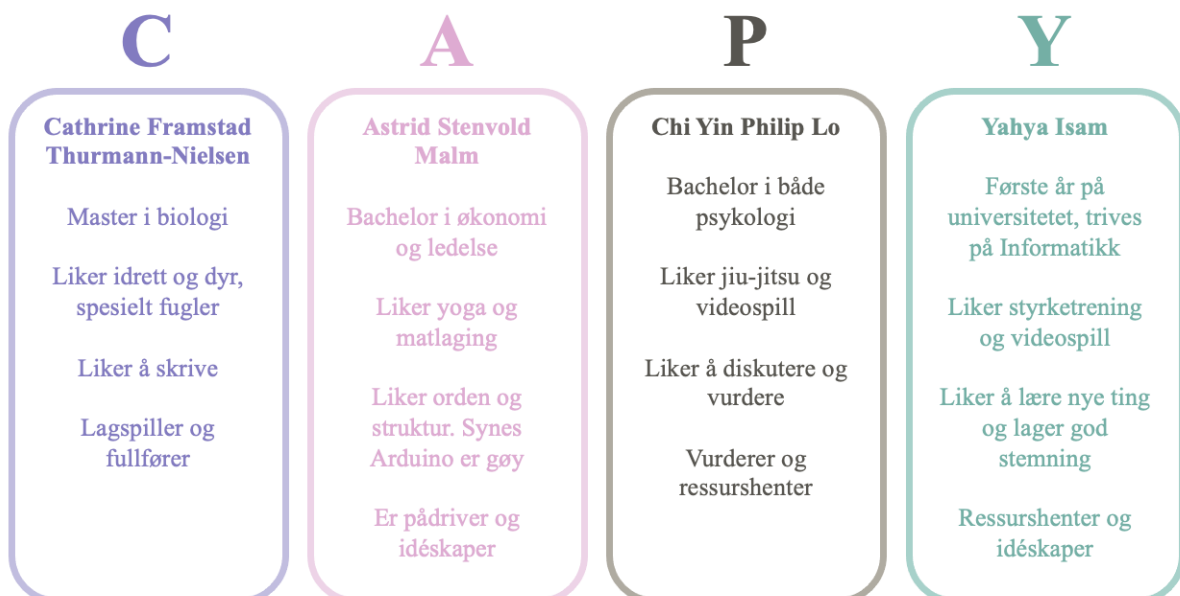 C
Cathrine Framstad
Thurmann-Nielsen
Master i biologi
Liker idrett og dyr,
spesielt fugler
Liker å skrive
Lagspiller og
fullfører
A
Astrid Stenvold
Malm
Bachelor i økonomi
og ledelse
Liker yoga og
matlaging
Liker orden og
struktur. Synes
Arduino er gøy
Er pådriver og
idéskaper
P
Chi Yin Philip Lo
Bachelor i både
psykologi
Liker jiu-jitsu og
videospill
Liker å diskutere og
vurdere
Vurderer og
ressurshenter
Y
Yahya Isam
Første år på
universitetet, trives
på Informatikk
Liker styrketrening
og videospill
Liker å lære nye ting
og lager god
stemning
Ressurshenter og
idéskaper